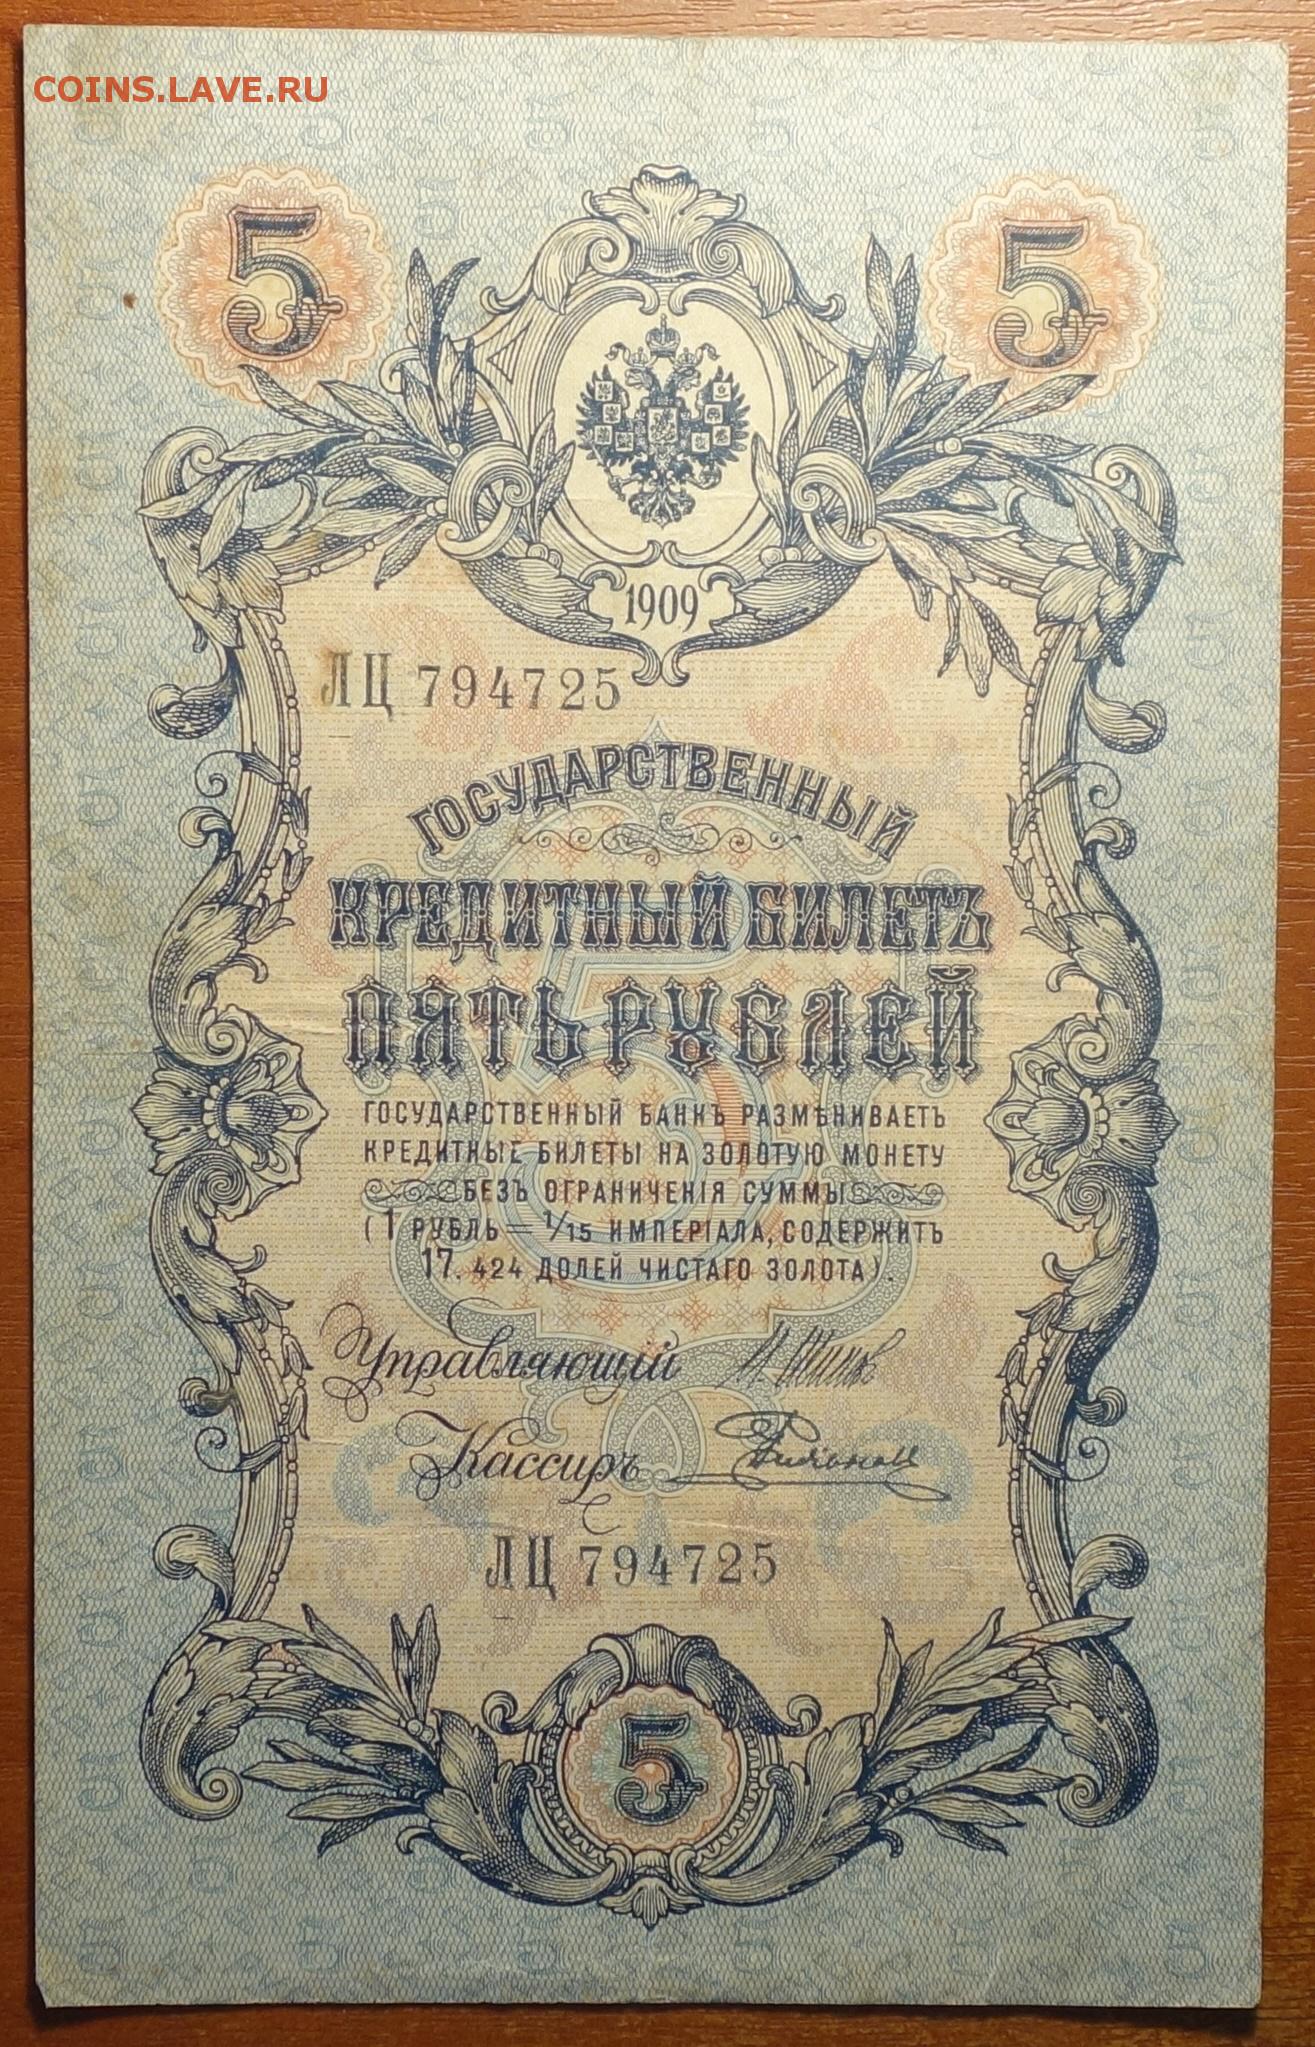 COINS.LAVE.RU
5 5
1909
ЛЦ 794725
ГОСУДАРСТВЕННЫЙ
КРЕДИТНЫЙ БИЛЕТЪ
ПЯТЬ РУБЛЕЙ
ГОСУДАРСТВЕННЫЙ БАНКЪ РАЗМѢНИВАЕТЪ
КРЕДИТНЫЕ БИЛЕТЫ НА ЗОЛОТУЮ МОНЕТУ
БЕЗЪ ОГРАНИЧЕНІЯ СУММЫ
(1 РУБЛЬ = 1/15 ИМПЕРІАЛА, СОДЕРЖИТЪ
17. 424 ДОЛЕЙ ЧИСТАГО ЗОЛОТА).
Управляющій И. Шипов
Кассиръ
ЛЦ 794725
5